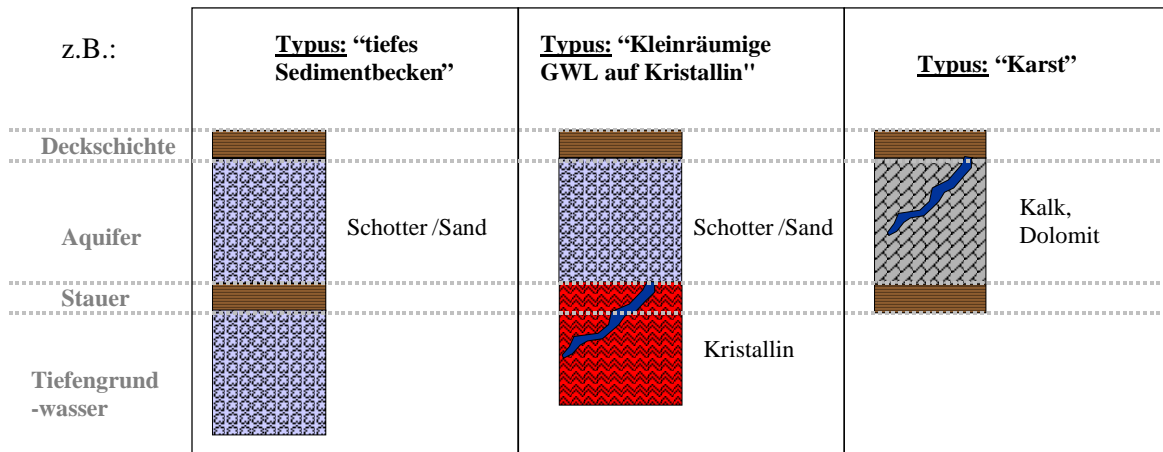 z.B.:
Typus: “tiefes
Sedimentbecken”
Typus: “Kleinräumige
GWL auf Kristallin"
Typus: “Karst”
Deckschichte
Aquifer
Schotter /Sand
Schotter /Sand
Kalk,
Dolomit
Stauer
Kristallin
Tiefengrund
-wasser